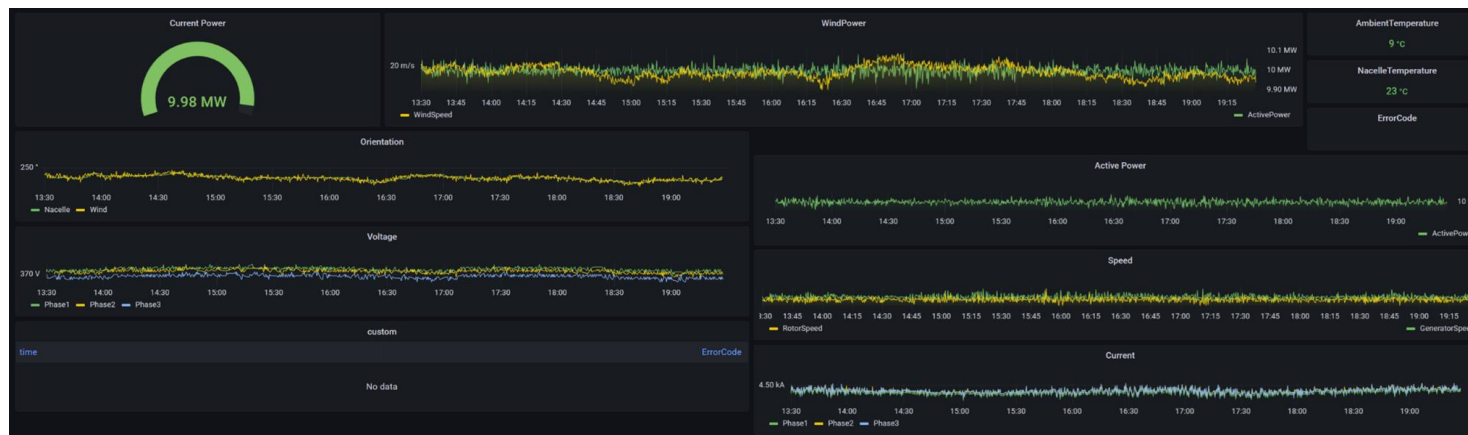 Current Power
9.98 MW
WindPower
20 m/s
10.1 MW
10 MW
9.90 MW
13:30 13:45 14:00 14:15 14:30 14:45 15:00 15:15 15:30 15:45 16:00 16:15 16:30 16:45 17:00 17:15 17:30 17:45 18:00 18:15 18:30 18:45 19:00 19:15
WindSpeed
ActivePower
AmbientTemperature
9 °C
NacelleTemperature
23 °C
ErrorCode
Orientation
250 °
13:30 14:00 14:30 15:00 15:30 16:00 16:30 17:00 17:30 18:00 18:30 19:00
Nacelle Wind
Voltage
370 V
13:30 14:00 14:30 15:00 15:30 16:00 16:30 17:00 17:30 18:00 18:30 19:00
Phase1 Phase2 Phase3
custom
time ErrorCode
No data
Active Power
10
13:30 14:00 14:30 15:00 15:30 16:00 16:30 17:00 17:30 18:00 18:30 19:00
ActivePow
Speed
:30 13:45 14:00 14:15 14:30 14:45 15:00 15:15 15:30 15:45 16:00 16:15 16:30 16:45 17:00 17:15 17:30 17:45 18:00 18:15 18:30 18:45 19:00 19:15
RotorSpeed
GeneratorSpe
Current
4.50 kA
13:30 14:00 14:30 15:00 15:30 16:00 16:30 17:00 17:30 18:00 18:30 19:00
Phase1 Phase2 Phase3